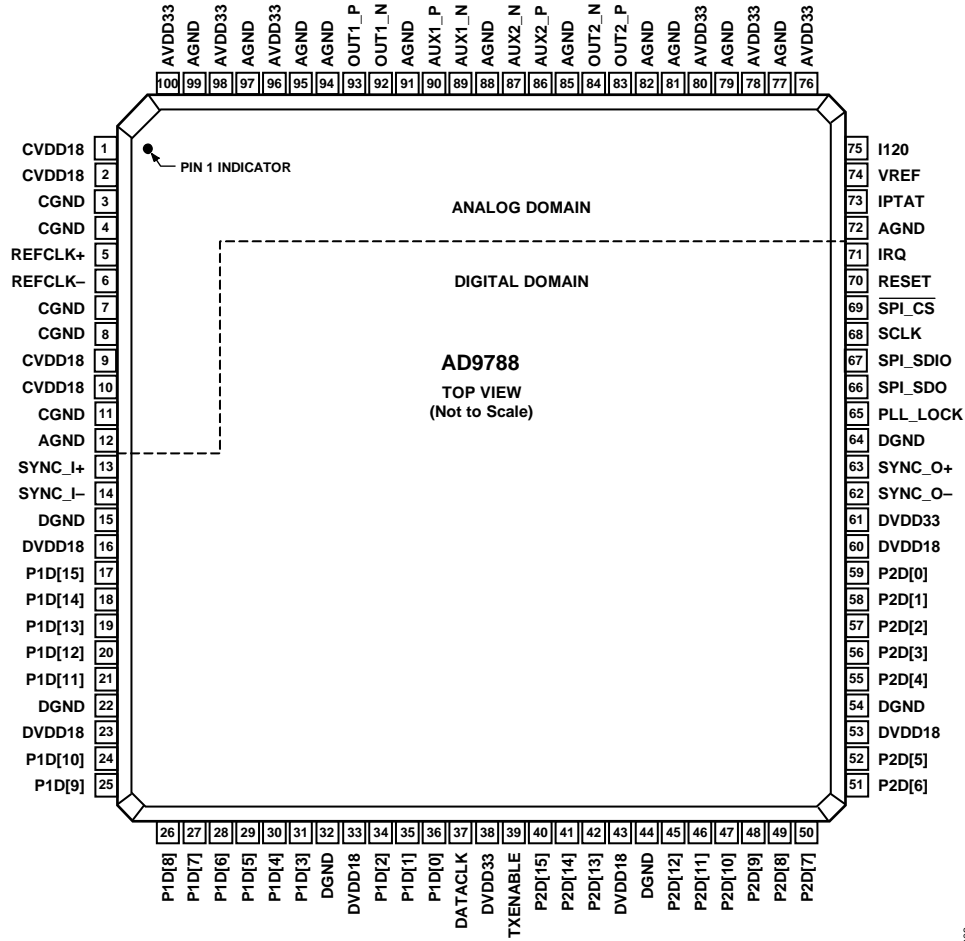 AVDD33 100
AGND 99
AVDD33 98
AGND 97
AVDD33 96
AGND 95
AGND 94
OUT1_P 93
OUT1_N 92
AGND 91
AUX1_P 90
AUX1_N 89
AGND 88
AUX2_N 87
AUX2_P 86
AGND 85
OUT2_N 84
OUT2_P 83
AGND 82
AGND 81
AVDD33 80
AGND 79
AVDD33 78
AGND 77
AVDD33 76
CVDD18 1
CVDD18 2
CGND 3
CGND 4
REFCLK+ 5
REFCLK– 6
CGND 7
CGND 8
CVDD18 9
CVDD18 10
CGND 11
AGND 12
SYNC_I+ 13
SYNC_I– 14
DGND 15
DVDD18 16
P1D[15] 17
P1D[14] 18
P1D[13] 19
P1D[12] 20
P1D[11] 21
DGND 22
DVDD18 23
P1D[10] 24
P1D[9] 25
PIN 1 INDICATOR
ANALOG DOMAIN
DIGITAL DOMAIN
AD9788
TOP VIEW
(Not to Scale)
75 I120
74 VREF
73 IPTAT
72 AGND
71 IRQ
70 RESET
69 SPI_CS
68 SCLK
67 SPI_SDIO
66 SPI_SDO
65 PLL_LOCK
64 DGND
63 SYNC_O+
62 SYNC_O–
61 DVDD33
60 DVDD18
59 P2D[0]
58 P2D[1]
57 P2D[2]
56 P2D[3]
55 P2D[4]
54 DGND
53 DVDD18
52 P2D[5]
51 P2D[6]
26 P1D[8]
27 P1D[7]
28 P1D[6]
29 P1D[5]
30 P1D[4]
31 P1D[3]
32 DGND
33 DVDD18
34 P1D[2]
35 P1D[1]
36 P1D[0]
37 DATACLK
38 DVDD33
39 TXENABLE
40 P2D[15]
41 P2D[14]
42 P2D[13]
43 DVDD18
44 DGND
45 P2D[12]
46 P2D[11]
47 P2D[10]
48 P2D[9]
49 P2D[8]
50 P2D[7]